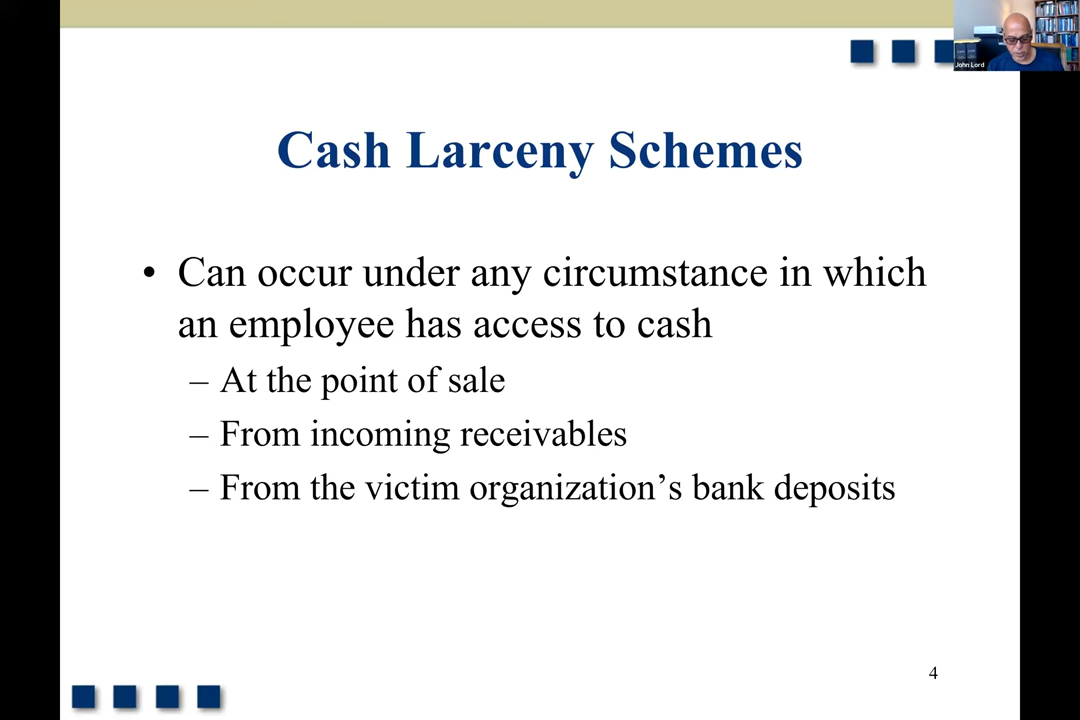 John Lord
Cash Larceny Schemes
• Can occur under any circumstance in which
an employee has access to cash
– At the point of sale
– From incoming receivables
– From the victim organization’s bank deposits
4